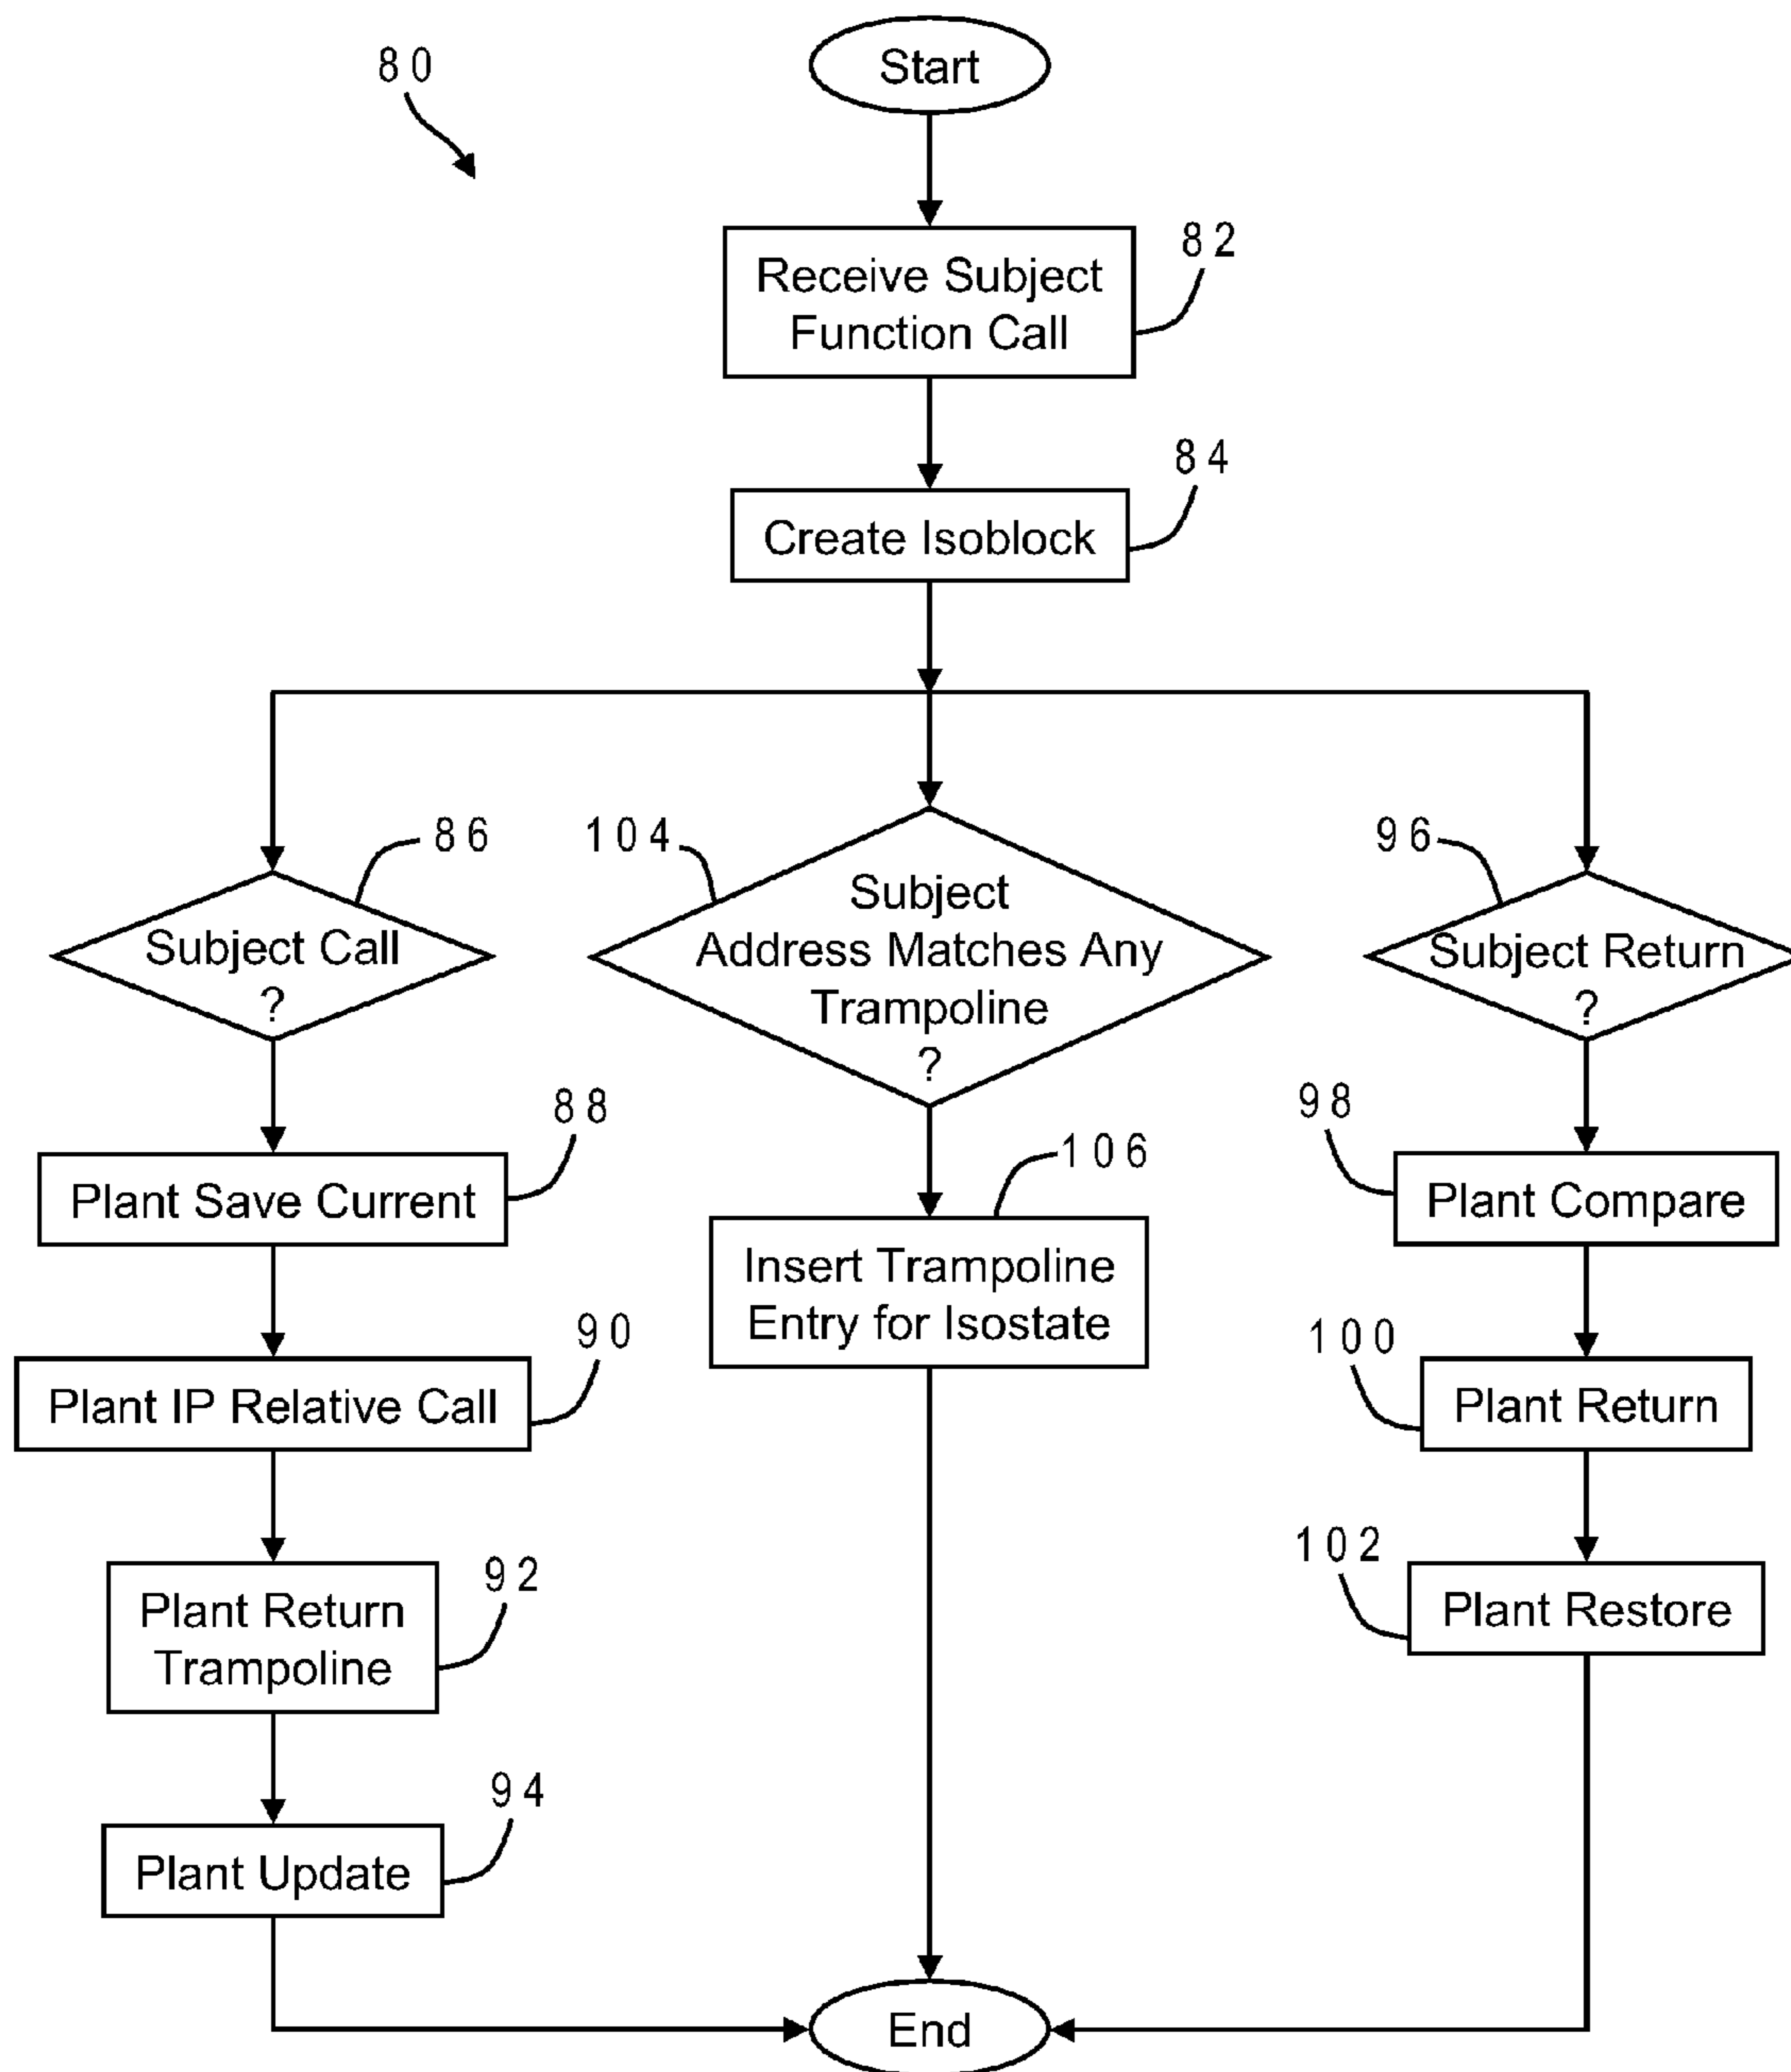 80
Start
82
Receive Subject
Function Call
84
Create Isoblock
86
Subject Call
?
104
Subject
Address Matches Any
Trampoline
?
96
Subject Return
?
88
Plant Save Current
106
Insert Trampoline
Entry for Isostate
98
Plant Compare
90
Plant IP Relative Call
100
Plant Return
92
Plant Return
Trampoline
102
Plant Restore
94
Plant Update
End